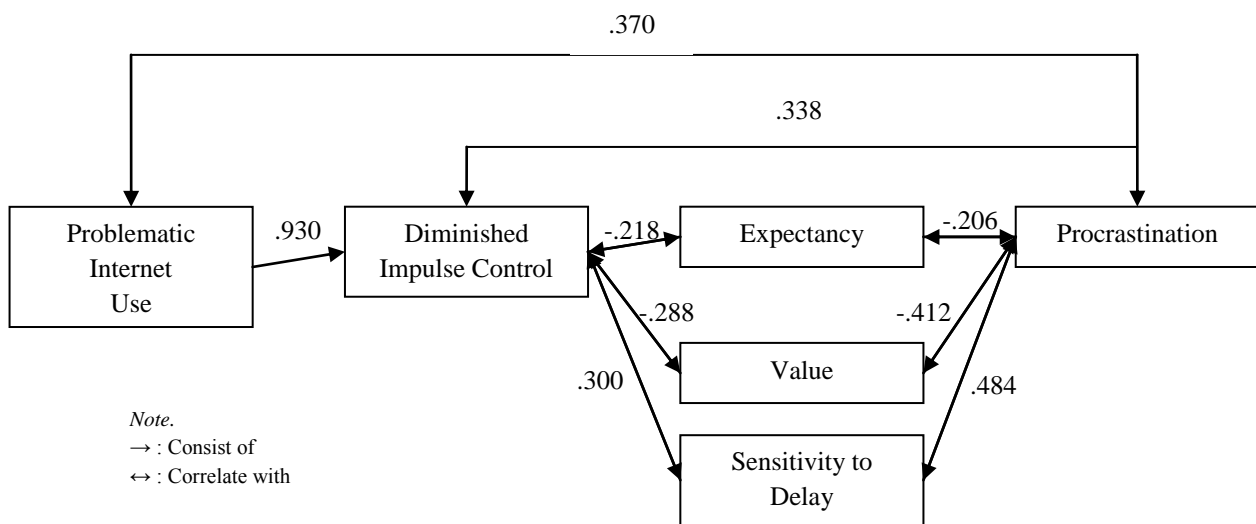 .370
.338
Problematic
Internet
Use
.930
Diminished
Impulse Control
-.218
Expectancy
-.206
Procrastination
-.288
-.412
Value
.300
.484
Sensitivity to
Delay
Note.
→ : Consist of
↔ : Correlate with